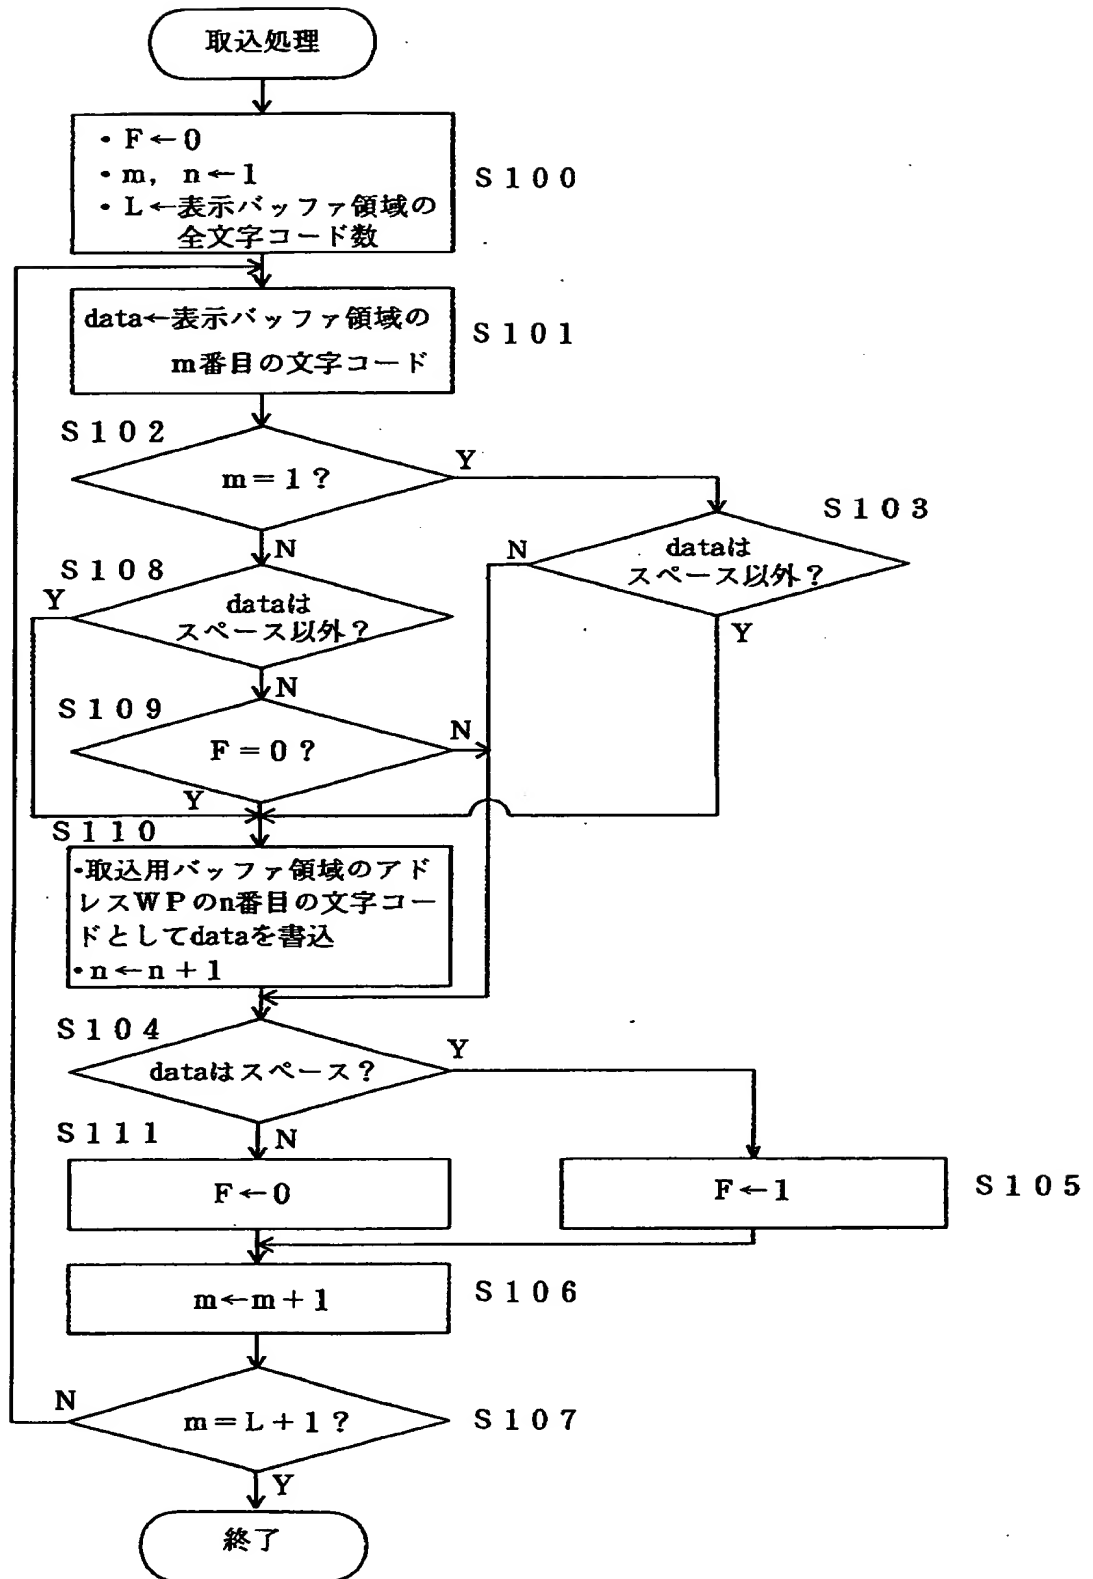 取込処理
・F←0
・m, n←1
・L←表示バッファ領域の
全文字コード数
S100
data←表示バッファ領域の
m番目の文字コード
S101
S102
m=1?
Y
N
S103
dataは
スペース以外?
N
Y
S108
dataは
スペース以外?
Y
N
S109
F=0?
N
Y
S110
・取込用バッファ領域のアド
レスWPのn番目の文字コー
ドとしてdataを書込
・n←n+1
S104
dataはスペース?
Y
N
S111
F←0
F←1
S105
m←m+1
S106
m=L+1?
S107
N
Y
終了